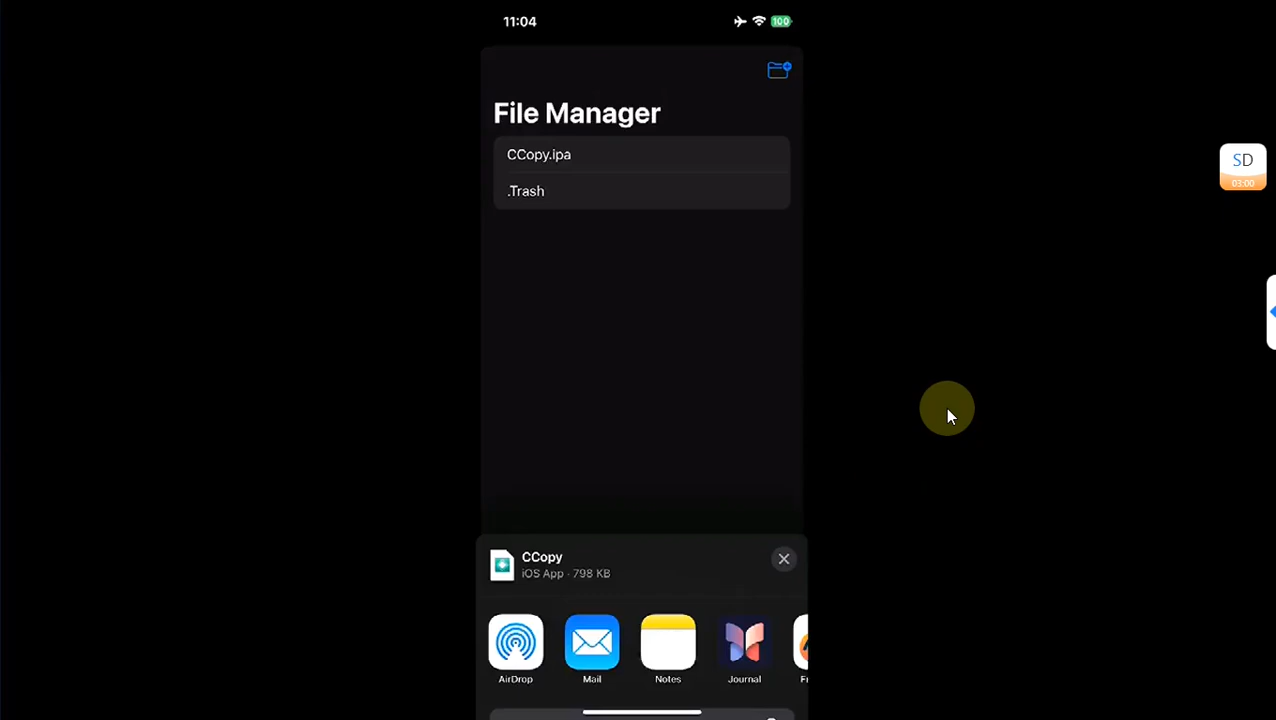 11:04
100
File Manager
CCopy.ipa
.Trash
SD
03:00
CCopy
iOS App · 798 KB
AirDrop
Mail
Notes
Journal